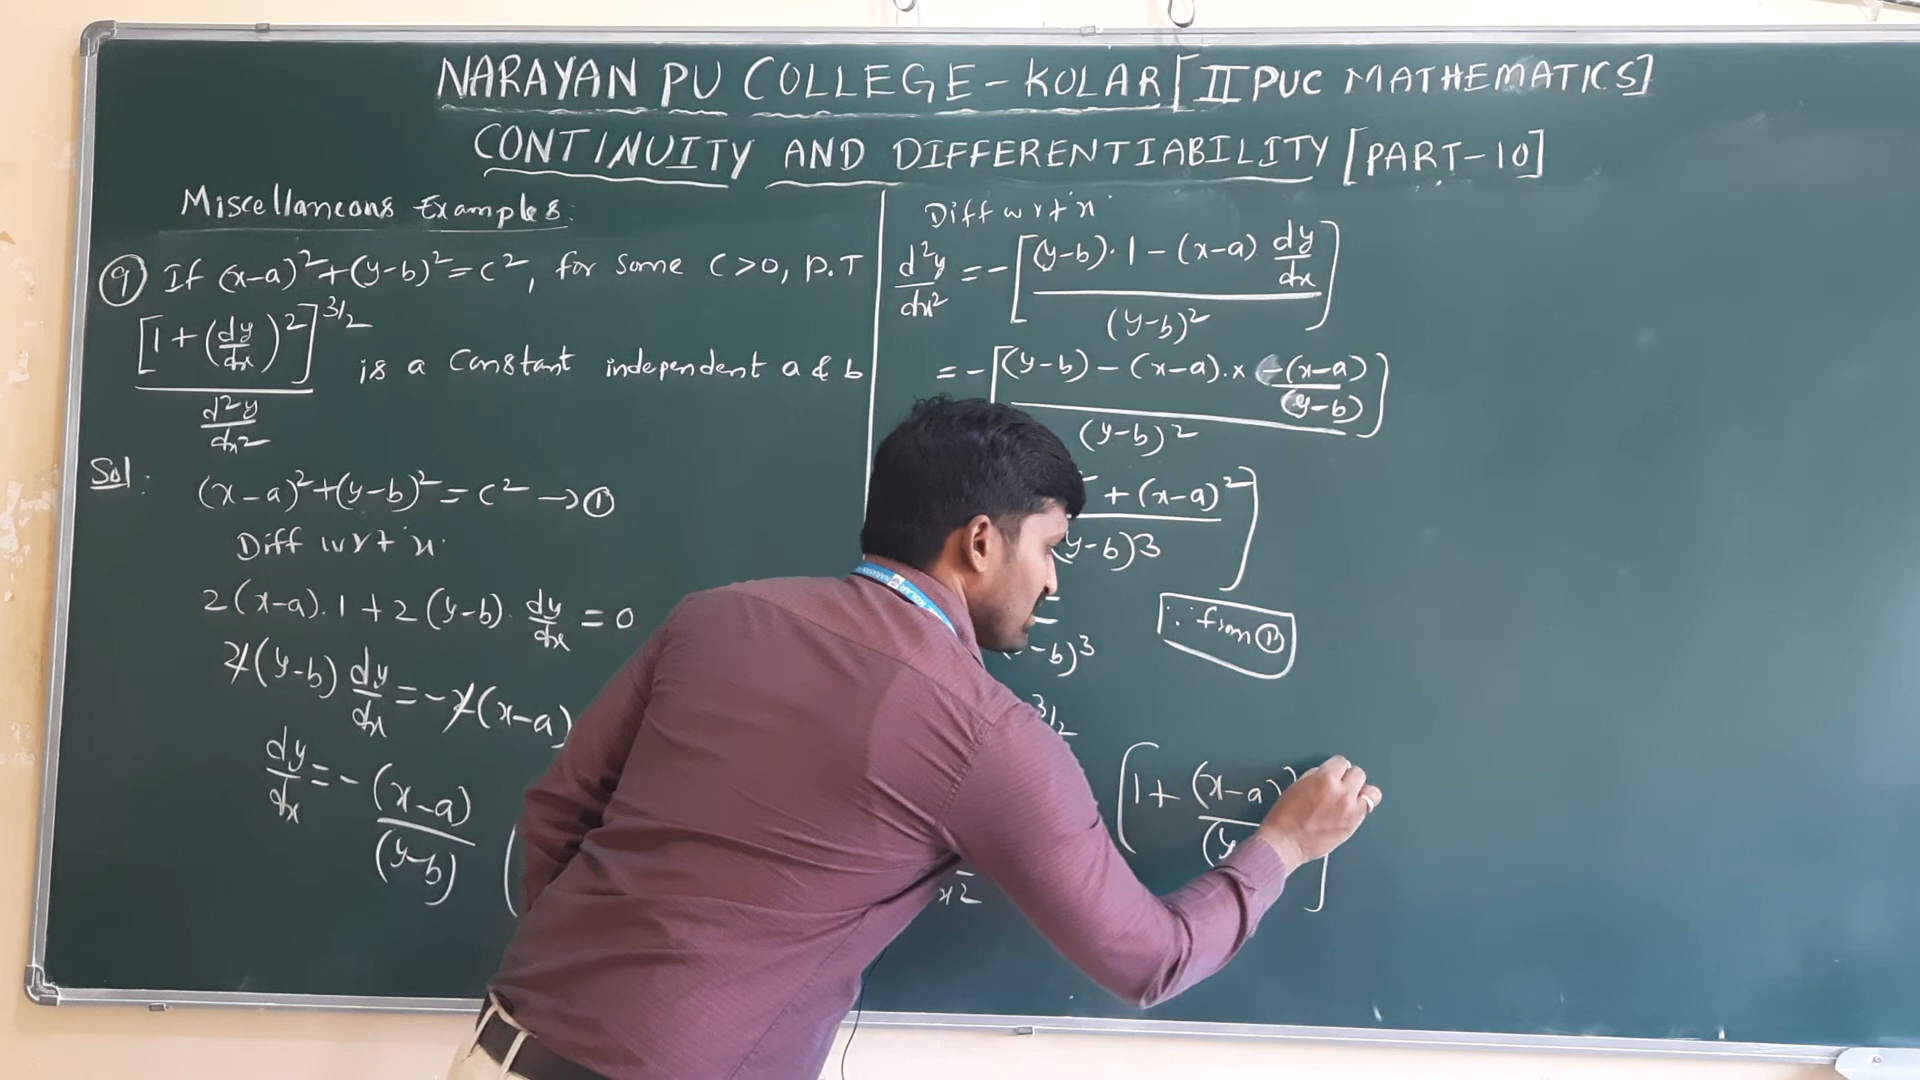 NARAYAN PU COLLEGE - KOLAR [II PUC MATHEMATICS]
CONTINUITY AND DIFFERENTIABILITY [PART-10]
Miscellaneous Examples:
9 If (x-a)²+(y-b)²=c², for some c>0, P.T
[1+(dy/dx)²]^3/2 / d²y/dx² is a constant independent a & b
Sol:
(x-a)²+(y-b)²=c² → ①
Diff w r t x.
2(x-a).1+2(y-b).dy/dx=0
2(y-b) dy/dx=-2(x-a)
dy/dx=-(x-a)/(y-b)
Diff w r t x.
d²y/dx²=-[(y-b).1-(x-a) dy/dx / (y-b)²]
=-[(y-b)-(x-a).x -(x-a)/(y-b) / (y-b)²]
+(x-a)²]
(y-b)3
-b)³
∵ from ①
3/2
[1+(x-a)
x2